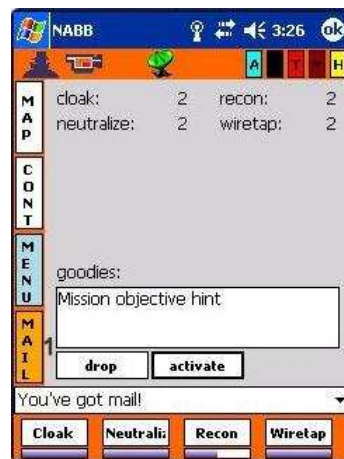 NABB 3:26 ok
A T H
MAP
cloak: 2 recon: 2
neutralize: 2 wiretap: 2
CONT
MENU
goodies:
Mission objective hint
MAIL 1
drop activate
You've got mail!
Cloak Neutrali: Recon Wiretap